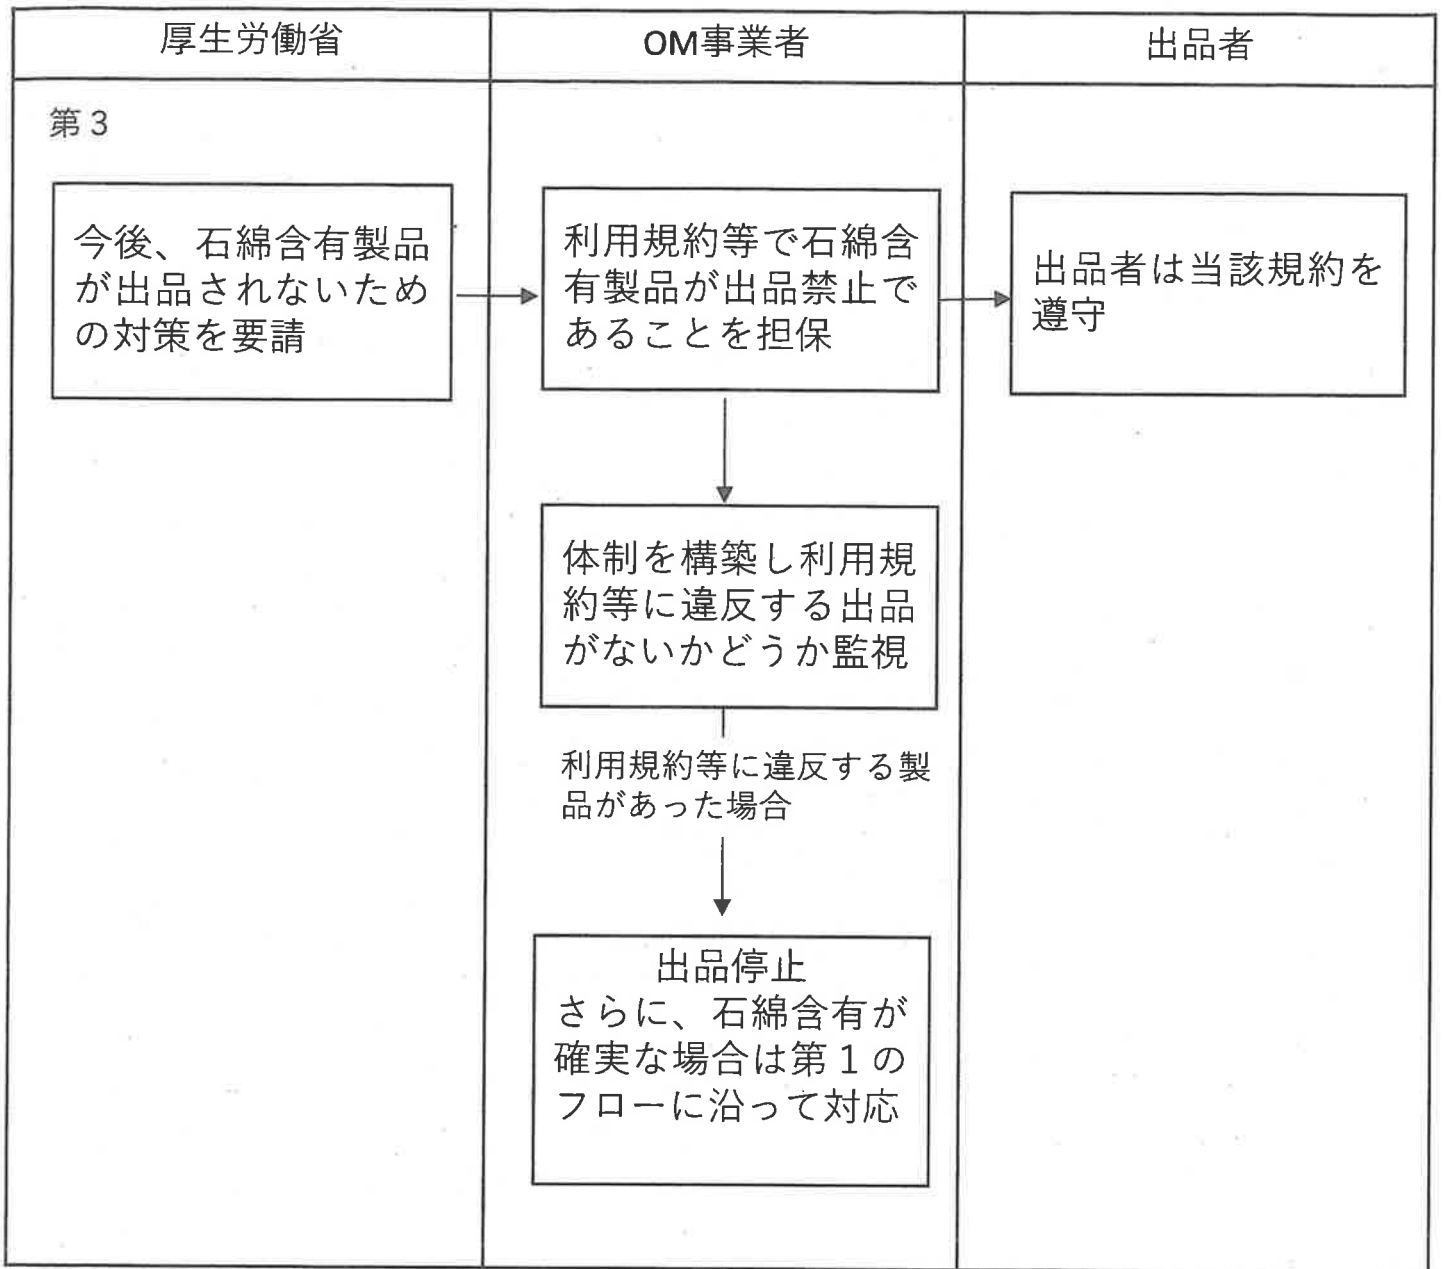 厚生労働省
OM事業者
出品者
第3
今後、石綿含有製品
が出品されないため
の対策を要請
利用規約等で石綿含
有製品が出品禁止で
あることを担保
出品者は当該規約を
遵守
体制を構築し利用規
約等に違反する出品
がないかどうか監視
利用規約等に違反する製
品があった場合
出品停止
さらに、石綿含有が
確実な場合は第1の
フローに沿って対応